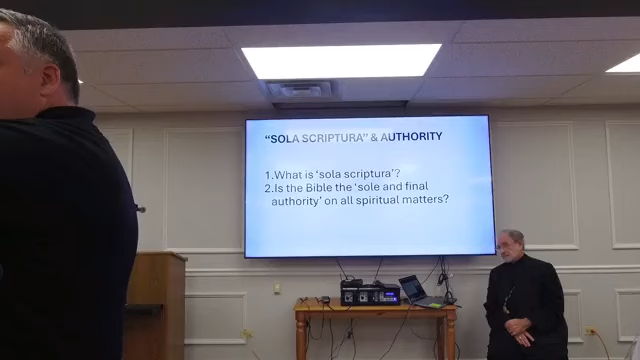 "SOLA SCRIPTURA" & AUTHORITY
1.What is 'sola scriptura'?
2.Is the Bible the 'sole and final
authority' on all spiritual matters?